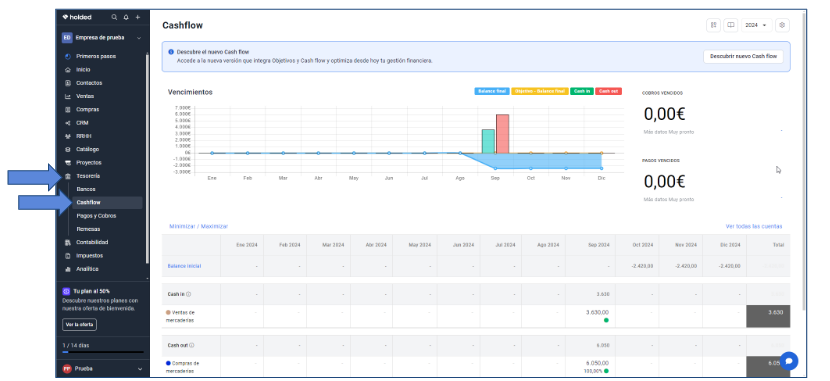 holded
ED Empresa de prueba
Primeros pasos
Inicio
Contactos
Ventas
Compras
CRM
RRHH
Catálogo
Proyectos
Tesorería
Bancos
Cashflow
Pagos y Cobros
Remesas
Contabilidad
Impuestos
Analítica
Tu plan al 50%
Descubre nuestros planes con
nuestra oferta de bienvenida.
Ver la oferta
1 / 14 días
Prueba
Cashflow
2024
Descubre el nuevo Cash flow
Accede a la nueva versión que integra Objetivos y Cash flow y optimiza desde hoy tu gestión financiera.
Descubrir nuevo Cash flow
Vencimientos
Balance final Objetivo - Balance final Cash in Cash out
7.000€
6.000€
5.000€
4.000€
3.000€
2.000€
1.000€
0€
-1.000€
-2.000€
-3.000€
Ene Feb Mar Abr May Jun Jul Ago Sep Oct Nov Dic
COBROS VENCIDOS
0,00€
Más datos Muy pronto
PAGOS VENCIDOS
0,00€
Más datos Muy pronto
Minimizar / Maximizar Ver todas las cuentas
Ene 2024 Feb 2024 Mar 2024 Abr 2024 May 2024 Jun 2024 Jul 2024 Ago 2024 Sep 2024 Oct 2024 Nov 2024 Dic 2024 Total
Balance inicial - - - - - - - - - -2.420,00 -2.420,00 -2.420,00
Cash in - - - - - - - - 3.630 - - -
Ventas de mercaderías - - - - - - - - 3.630,00 - - - 3.630
Cash out - - - - - - - - 6.050 - - -
Compras de mercaderías - - - - - - - - 6.050,00 - - -
100,00%